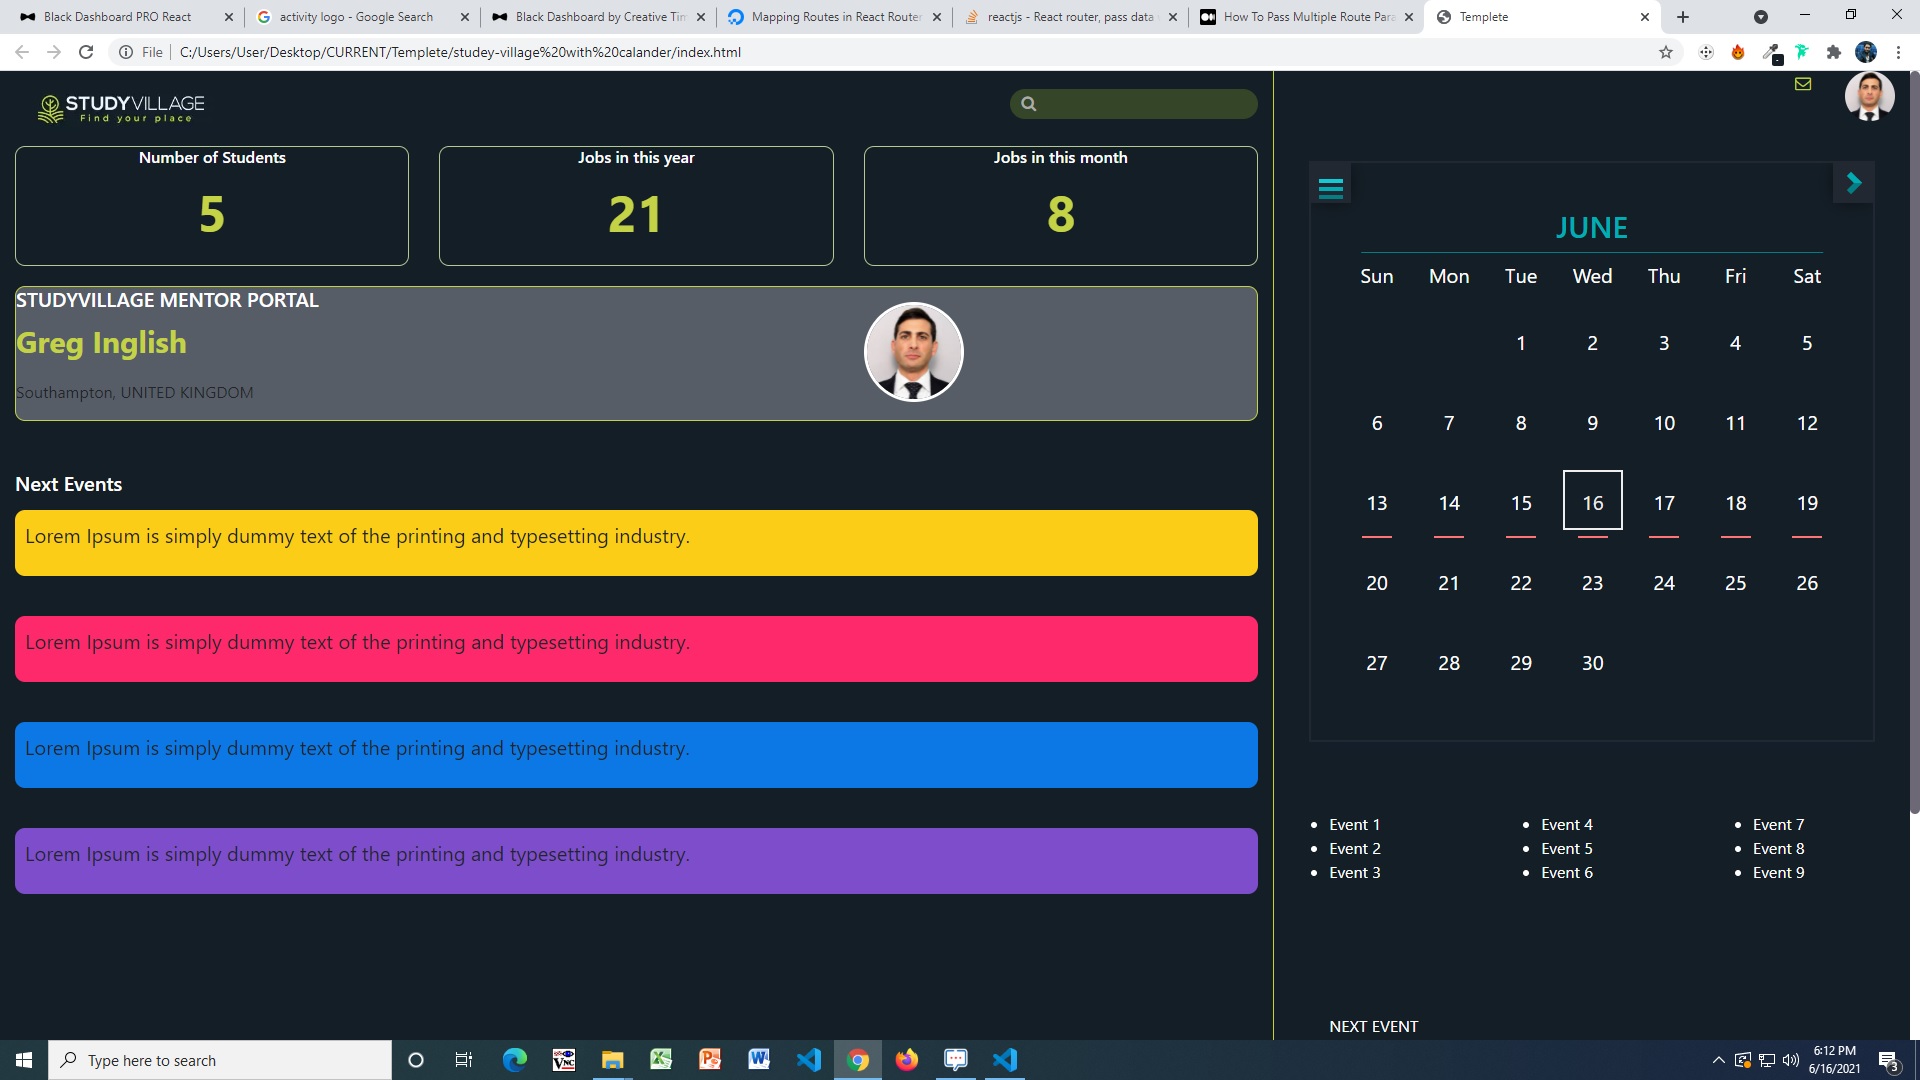 Black Dashboard PRO React
activity logo - Google Search
Black Dashboard by Creative Tim
Mapping Routes in React Router
reactjs - React router, pass data
How To Pass Multiple Route Para
Templete
File
C:/Users/User/Desktop/CURRENT/Templete/studey-village%20with%20calander/index.html
STUDYVILLAGE
Find your place
Number of Students
5
Jobs in this year
21
Jobs in this month
8
STUDYVILLAGE MENTOR PORTAL
Greg Inglish
Southampton, UNITED KINGDOM
Next Events
Lorem Ipsum is simply dummy text of the printing and typesetting industry.
Lorem Ipsum is simply dummy text of the printing and typesetting industry.
Lorem Ipsum is simply dummy text of the printing and typesetting industry.
Lorem Ipsum is simply dummy text of the printing and typesetting industry.
JUNE
Sun Mon Tue Wed Thu Fri Sat
1 2 3 4 5
6 7 8 9 10 11 12
13 14 15 16 17 18 19
20 21 22 23 24 25 26
27 28 29 30
Event 1
Event 2
Event 3
Event 4
Event 5
Event 6
Event 7
Event 8
Event 9
NEXT EVENT
Type here to search
6:12 PM
6/16/2021
3